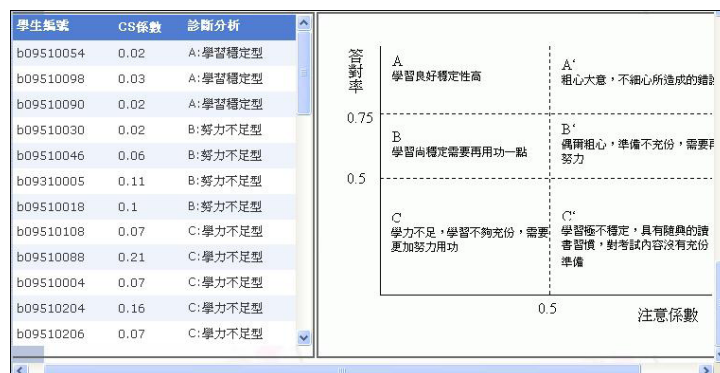 學生編號 CS係數 診斷分析
b09510054 0.02 A:學習穩定型
b09510098 0.03 A:學習穩定型
b09510090 0.02 A:學習穩定型
b09510030 0.02 B:努力不足型
b09510046 0.06 B:努力不足型
b09310005 0.11 B:努力不足型
b09510018 0.1 B:努力不足型
b09510108 0.07 C:學力不足型
b09510088 0.21 C:學力不足型
b09510004 0.07 C:學力不足型
b09510204 0.16 C:學力不足型
b09510206 0.07 C:學力不足型
答對率
0.75
0.5
A
學習良好穩定性高
A‘
粗心大意,不細心所造成的錯誤
B
學習尚穩定需要再用功一點
B‘
偶爾粗心,準備不充份,需要再
努力
C
學力不足,學習不夠充份,需要
更加努力用功
C‘
學習極不穩定,具有隨興的讀
書習慣,對考試內容沒有充份
準備
0.5
注意係數